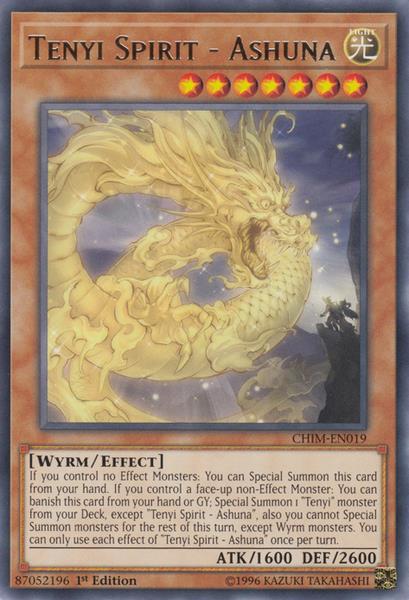 TENYI SPIRIT - ASHUNA
LIGHT
光
CHIM-EN019
[WYRM/EFFECT]
If you control no Effect Monsters: You can Special Summon this card
from your hand. If you control a face-up non-Effect Monster: You can
banish this card from your hand or GY; Special Summon 1 "Tenyi" monster
from your Deck, except "Tenyi Spirit - Ashuna", also you cannot Special
Summon monsters for the rest of this turn, except Wyrm monsters. You
can only use each effect of "Tenyi Spirit - Ashuna" once per turn.
ATK/1600 DEF/2600
87052196 1st Edition ©1996 KAZUKI TAKAHASHI